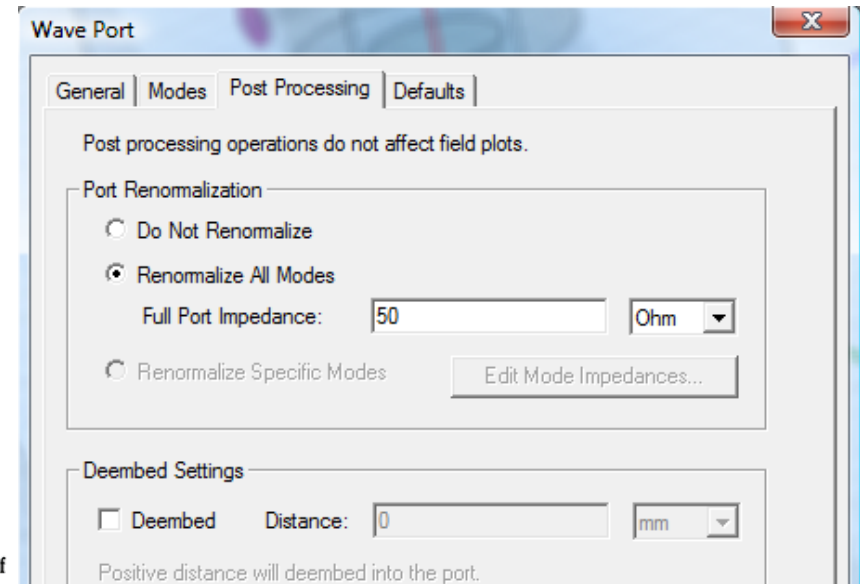 Wave Port
General Modes Post Processing Defaults
Post processing operations do not affect field plots.
Port Renormalization
Do Not Renormalize
Renormalize All Modes
Full Port Impedance: 50 Ohm
Renormalize Specific Modes Edit Mode Impedances...
Deembed Settings
Deembed Distance: 0 mm
f
Positive distance will deembed into the port.